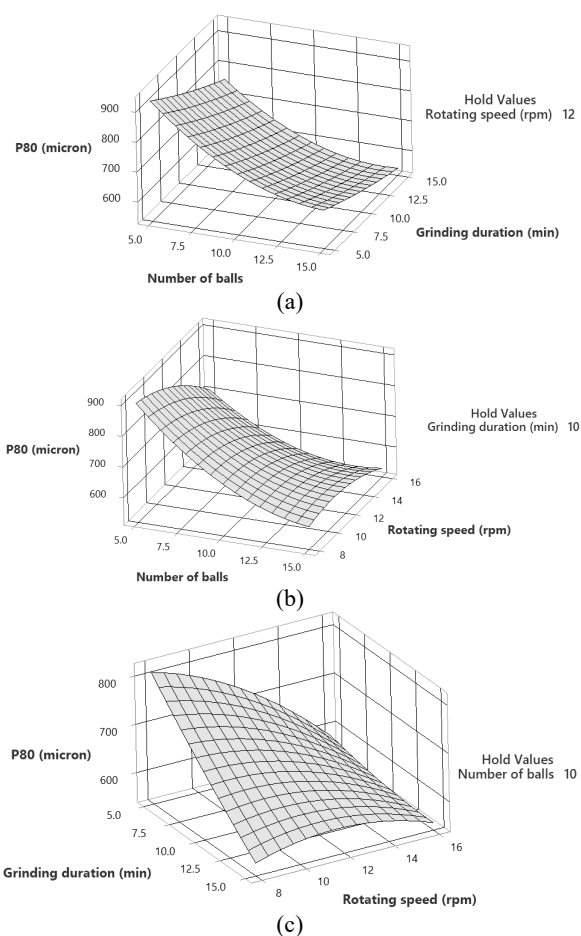 900
800
700
600
P80 (micron)
Hold Values
Rotating speed (rpm) 12
15.0
12.5
10.0
7.5
5.0
Grinding duration (min)
5.0
7.5
10.0
12.5
15.0
Number of balls
(a)
900
800
700
600
P80 (micron)
Hold Values
Grinding duration (min) 10
16
14
12
10
8
Rotating speed (rpm)
5.0
7.5
10.0
12.5
15.0
Number of balls
(b)
800
700
600
P80 (micron)
Hold Values
Number of balls 10
5.0
7.5
10.0
12.5
15.0
Grinding duration (min)
16
14
12
10
8
Rotating speed (rpm)
(c)